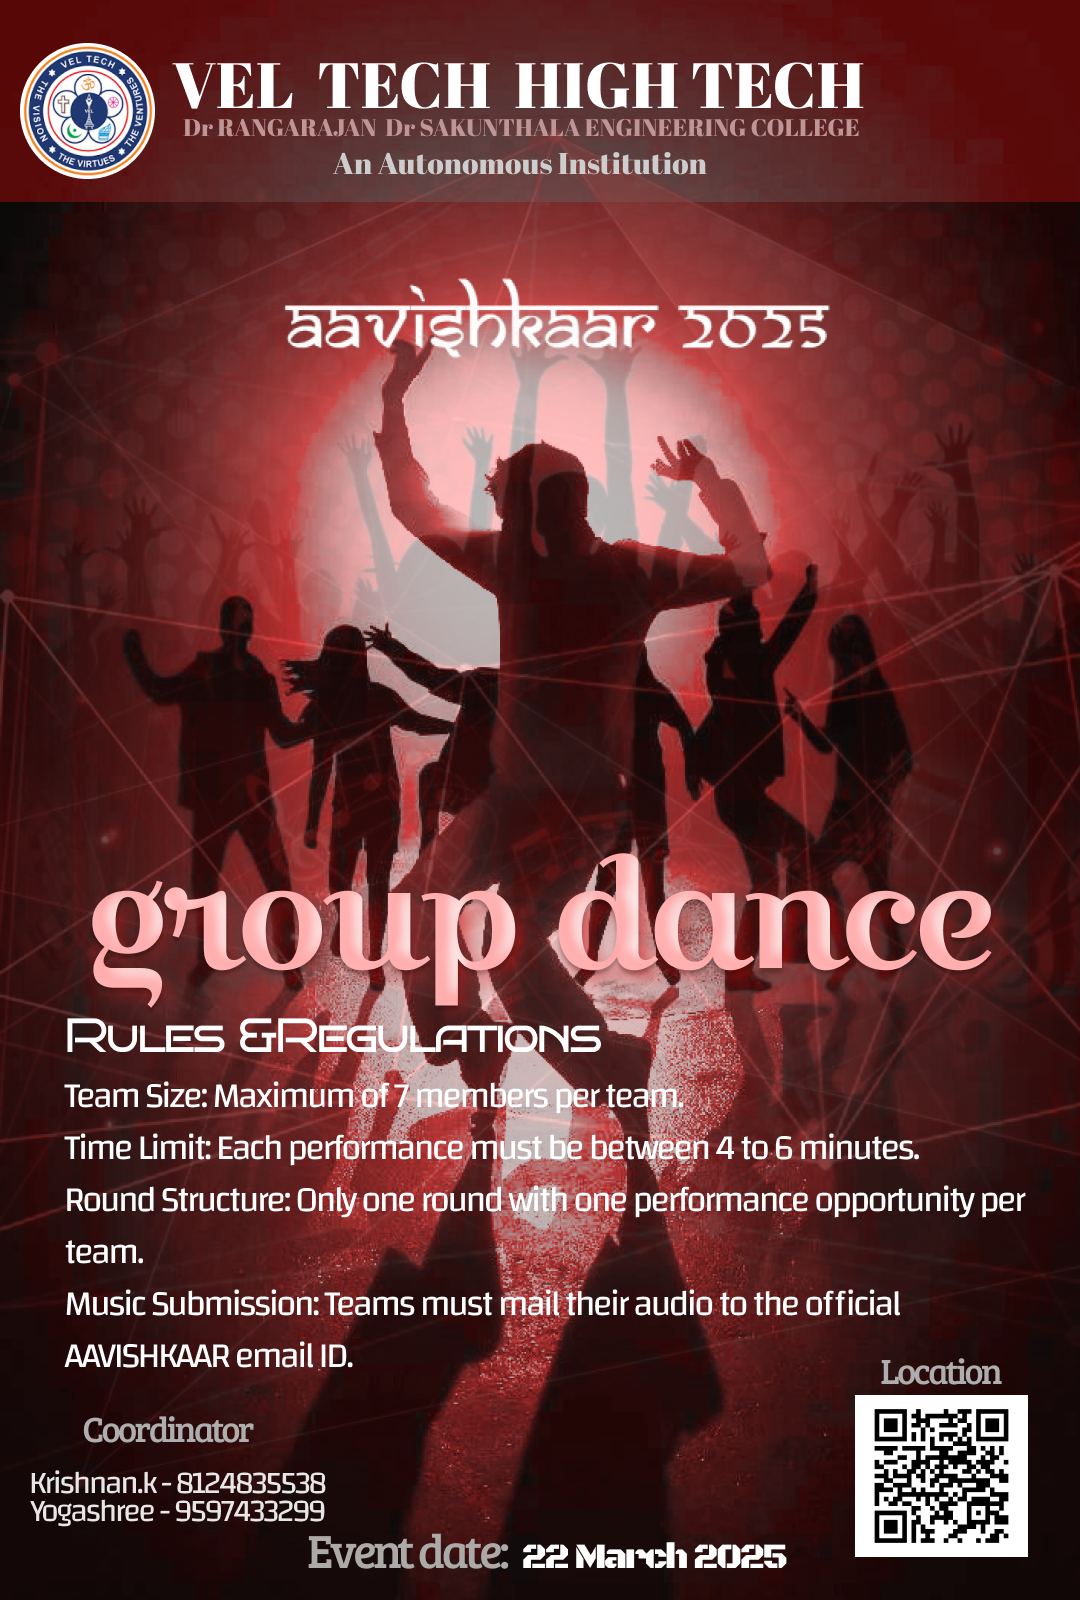 VEL TECH HIGH TECH
Dr RANGARAJAN Dr SAKUNTHALA ENGINEERING COLLEGE
An Autonomous Institution
VEL TECH
THE VISION
THE VENTURES
THE VIRTUES
aavishkaar 2025
group dance
RULES &REGULATIONS
Team Size: Maximum of 7 members per team.
Time Limit: Each performance must be between 4 to 6 minutes.
Round Structure: Only one round with one performance opportunity per
team.
Music Submission: Teams must mail their audio to the official
AAVISHKAAR email ID.
Location
Coordinator
Krishnan.k - 8124835538
Yogashree - 9597433299
Event date: 22 March 2025